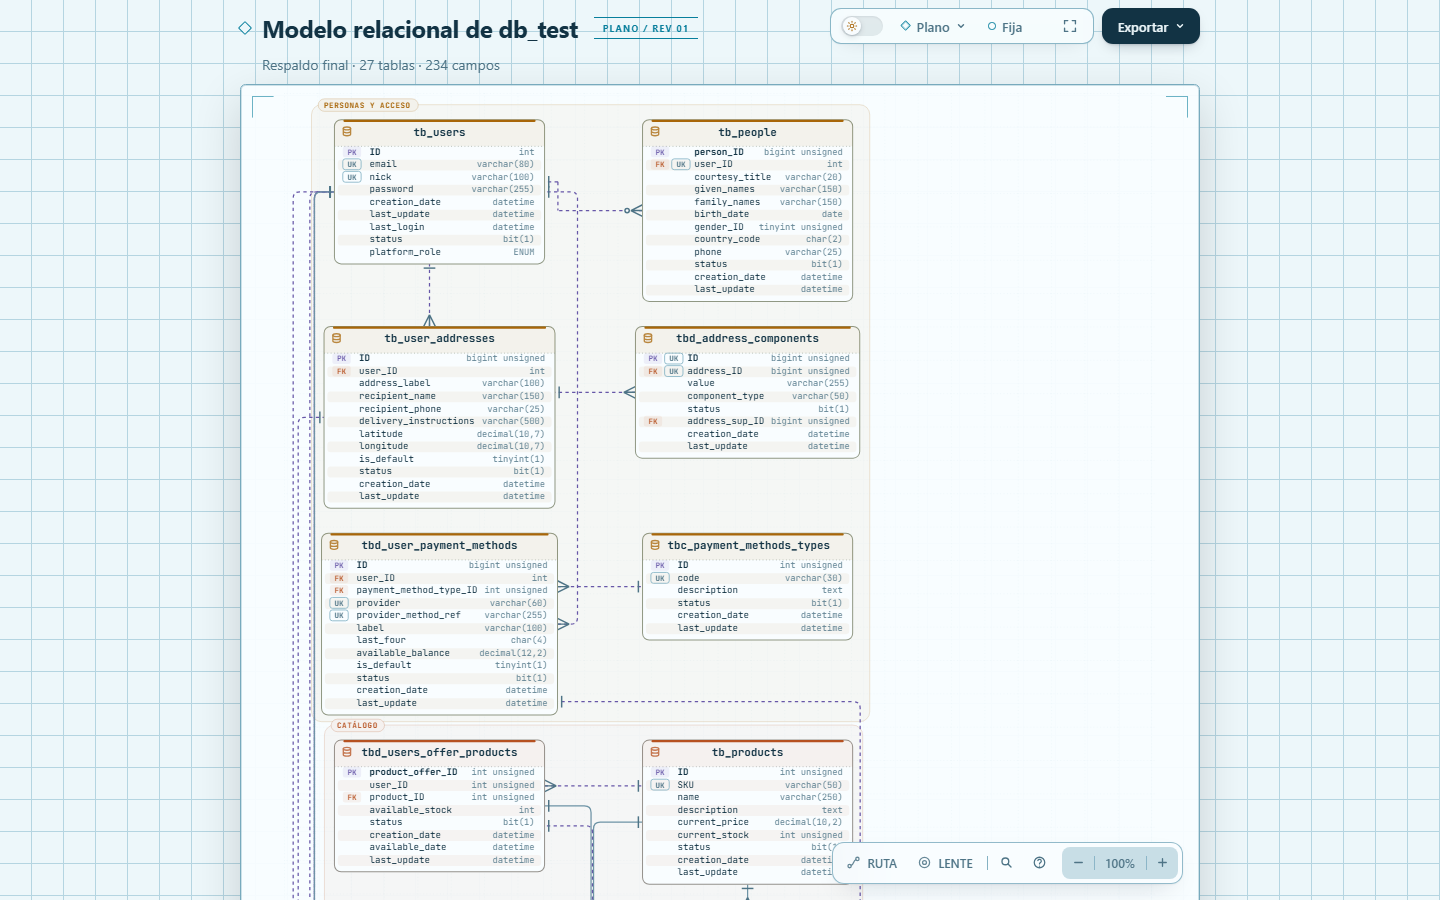 Modelo relacional de db_test
PLANO / REV 01
Plano
Fija
Exportar
Respaldo final · 27 tablas · 234 campos
PERSONAS Y ACCESO
tb_users
PK ID int
UK email varchar(80)
UK nick varchar(100)
password varchar(255)
creation_date datetime
last_update datetime
last_login datetime
status bit(1)
platform_role ENUM
tb_people
PK person_ID bigint unsigned
FK UK user_ID int
courtesy_title varchar(20)
given_names varchar(150)
family_names varchar(150)
birth_date date
gender_ID tinyint unsigned
country_code char(2)
phone varchar(25)
status bit(1)
creation_date datetime
last_update datetime
tb_user_addresses
PK ID bigint unsigned
FK user_ID int
address_label varchar(100)
recipient_name varchar(150)
recipient_phone varchar(25)
delivery_instructions varchar(500)
latitude decimal(10,7)
longitude decimal(10,7)
is_default tinyint(1)
status bit(1)
creation_date datetime
last_update datetime
tbd_address_components
PK UK ID bigint unsigned
FK UK address_ID bigint unsigned
value varchar(255)
component_type varchar(50)
status bit(1)
FK address_sup_ID bigint unsigned
creation_date datetime
last_update datetime
tbd_user_payment_methods
PK ID bigint unsigned
FK user_ID int
FK payment_method_type_ID int unsigned
UK provider varchar(60)
UK provider_method_ref varchar(255)
label varchar(100)
last_four char(4)
available_balance decimal(12,2)
is_default tinyint(1)
status bit(1)
creation_date datetime
last_update datetime
tbc_payment_methods_types
PK ID int unsigned
UK code varchar(30)
description text
status bit(1)
creation_date datetime
last_update datetime
CATÁLOGO
tbd_users_offer_products
PK product_offer_ID int unsigned
user_ID int unsigned
FK product_ID int unsigned
available_stock int
status bit(1)
creation_date datetime
available_date datetime
last_update datetime
tb_products
PK ID int unsigned
UK SKU varchar(50)
name varchar(250)
description text
current_price decimal(10,2)
current_stock int unsigned
status
creation_date
last_update
RUTA
LENTE
− 100% +